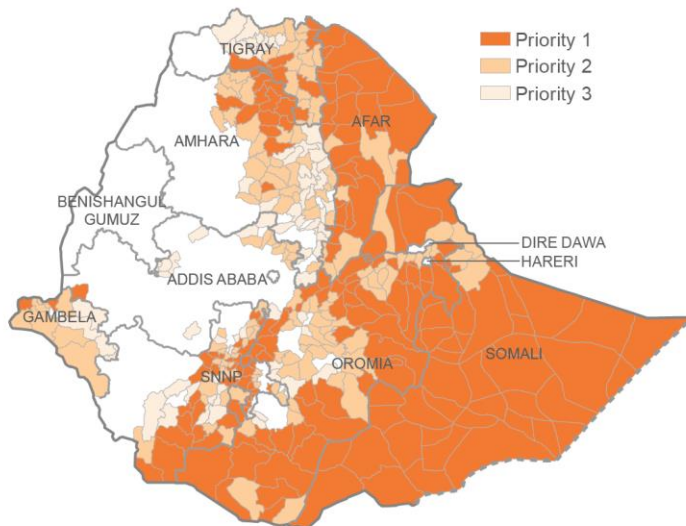 Priority 1
Priority 2
Priority 3
TIGRAY
AFAR
AMHARA
BENISHANGUL
GUMUZ
DIRE DAWA
HARERI
ADDIS ABABA
GAMBELA
SNNP
OROMIA
SOMALI